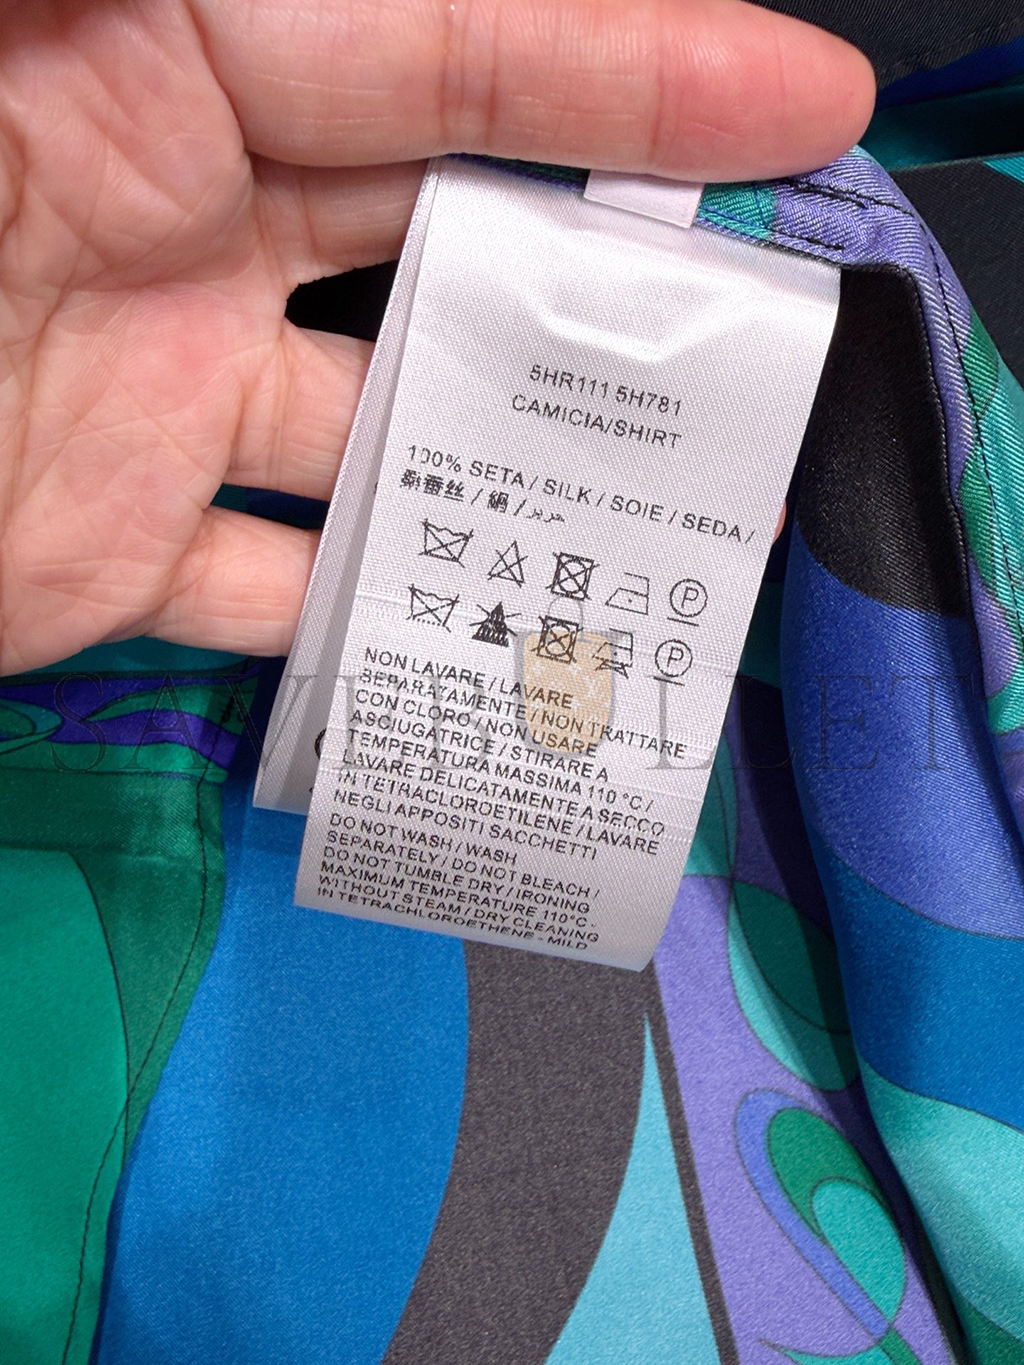 5HR111 5H781
CAMICIA/SHIRT
100% SETA / SILK / SOIE / SEDA /
桑蚕丝 / 絹 / حرير
P
P
NON LAVARE / LAVARE
SEPARATAMENTE / NON TRATTARE
CON CLORO / NON USARE
ASCIUGATRICE / STIRARE A
TEMPERATURA MASSIMA 110 °C /
LAVARE DELICATAMENTE A SECCO
IN TETRACLOROETILENE / LAVARE
NEGLI APPOSITI SACCHETTI
DO NOT WASH / WASH
SEPARATELY / DO NOT BLEACH /
DO NOT TUMBLE DRY / IRONING
MAXIMUM TEMPERATURE 110°C -
WITHOUT STEAM / DRY CLEANING
IN TETRACHLOROETHENE - MILD